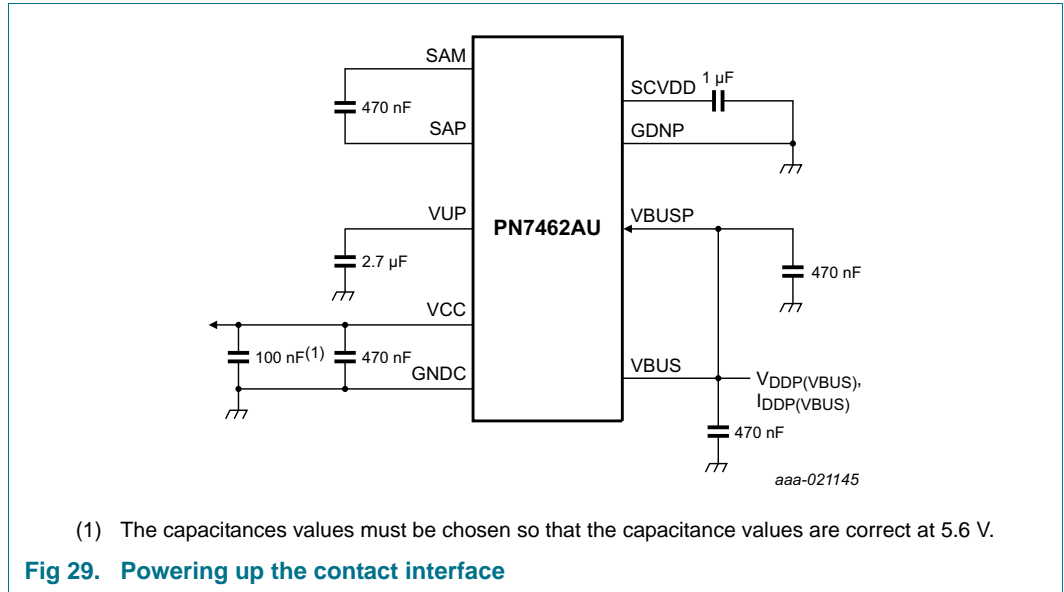 SAM
470 nF
SAP
VUP
2.7 µF
VCC
100 nF(1)
470 nF
GNDC
PN7462AU
SCVDD
1 µF
GDNP
VBUSP
470 nF
VBUS
VDDP(VBUS),
IDDP(VBUS)
470 nF
aaa-021145
(1) The capacitances values must be chosen so that the capacitance values are correct at 5.6 V.
Fig 29. Powering up the contact interface